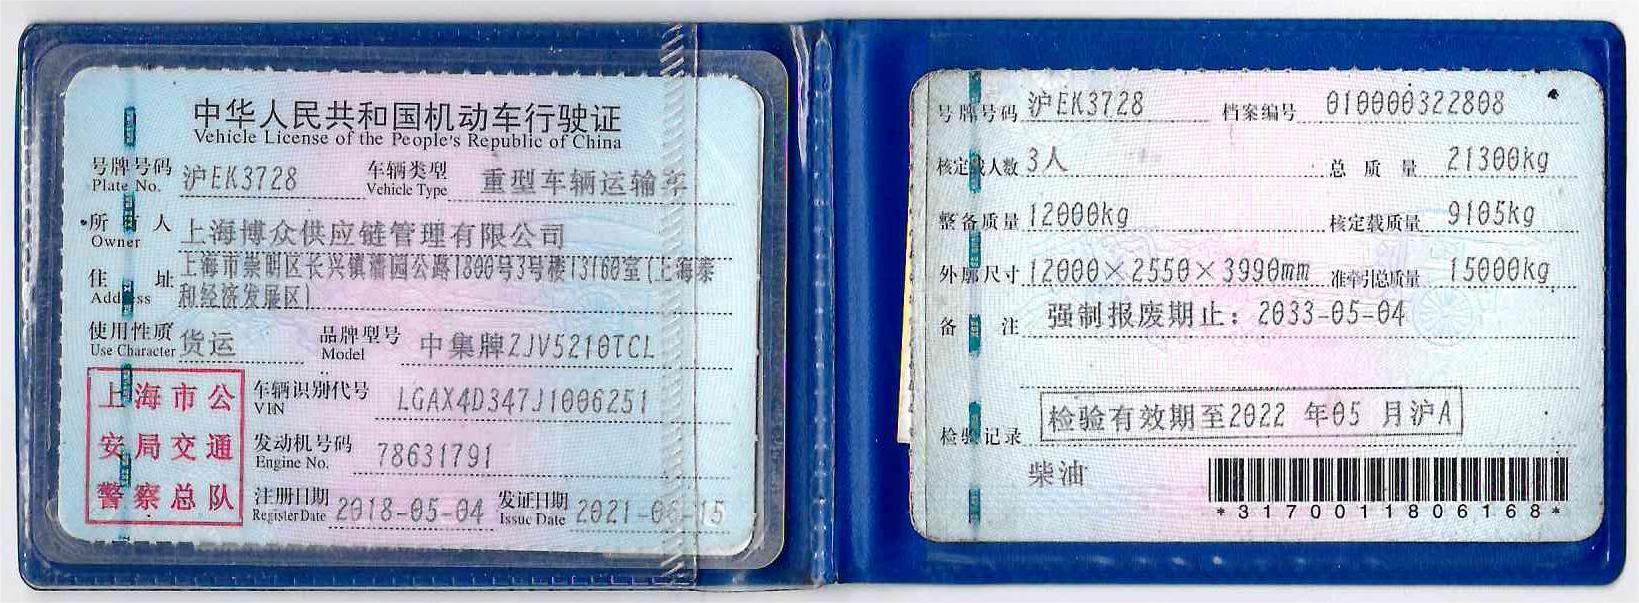 中华人民共和国机动车行驶证
Vehicle License of the People's Republic of China
号牌号码 沪EK3728 车辆类型 重型车辆运输车
Plate No. Vehicle Type
所有人 上海博众供应链管理有限公司
Owner
住址 上海市崇明区长兴镇潘园公路1800号3号楼13160室(上海泰
Address 和经济发展区)
使用性质 货运 品牌型号 中集牌ZJV5210TCL
Use Character Model
上海市公
安局交通
警察总队
车辆识别代号 LGAX4D347J1006251
VIN
发动机号码 78631791
Engine No.
注册日期 2018-05-04 发证日期 2021-06-15
Register Date Issue Date
号牌号码 沪EK3728 档案编号 010000322808
核定载人数 3人 总质量 21300kg
整备质量 12000kg 核定载质量 9105kg
外廓尺寸 12000×2550×3990mm 准牵引总质量 15000kg
备注 强制报废期止：2033-05-04
检验记录 检验有效期至2022 年05 月沪A
柴油
*3170011806168*